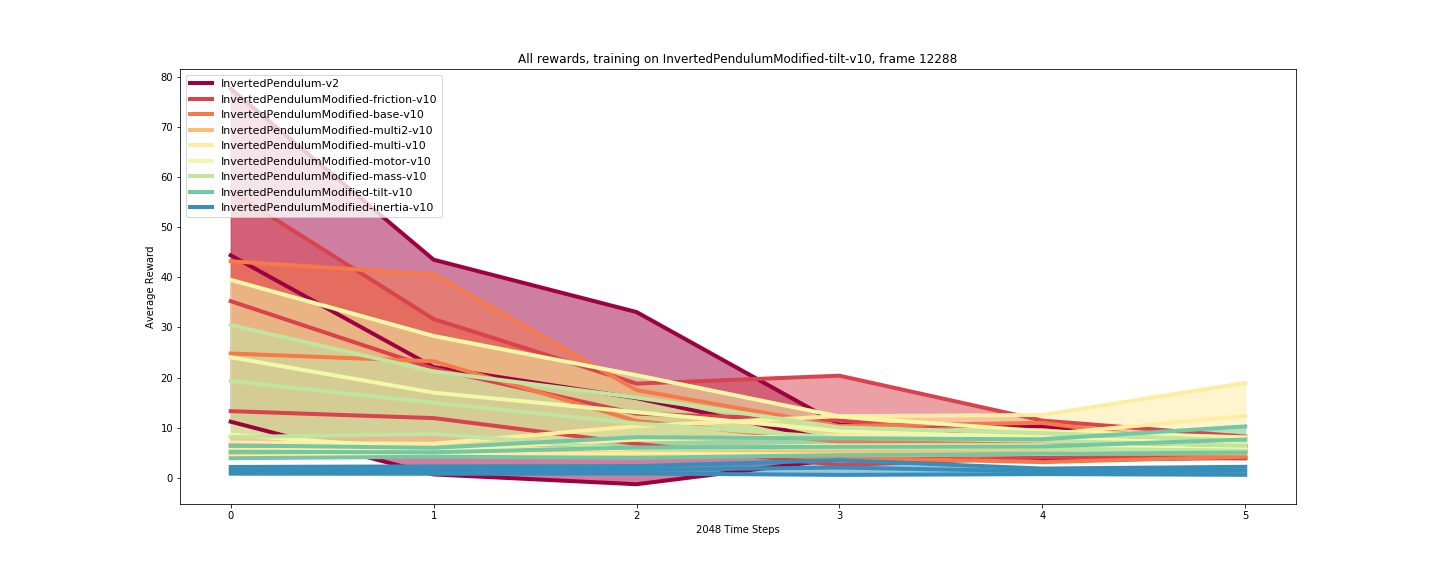 All rewards, training on InvertedPendulumModified-tilt-v10, frame 12288
80
70
60
50
40
30
20
10
0
Average Reward
InvertedPendulum-v2
InvertedPendulumModified-friction-v10
InvertedPendulumModified-base-v10
InvertedPendulumModified-multi2-v10
InvertedPendulumModified-multi-v10
InvertedPendulumModified-motor-v10
InvertedPendulumModified-mass-v10
InvertedPendulumModified-tilt-v10
InvertedPendulumModified-inertia-v10
0 1 2 3 4 5
2048 Time Steps